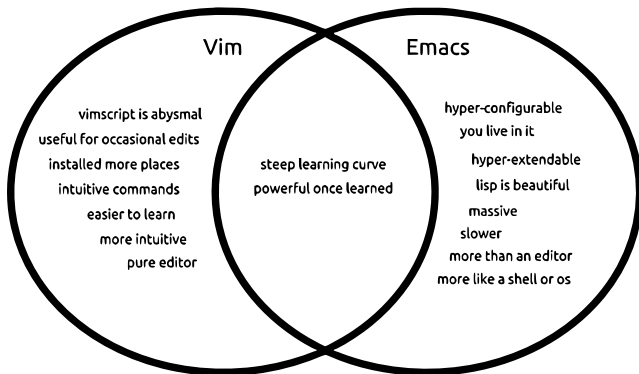 Vim
Emacs
vimscript is abysmal
useful for occasional edits
installed more places
intuitive commands
easier to learn
more intuitive
pure editor
steep learning curve
powerful once learned
hyper-configurable
you live in it
hyper-extendable
lisp is beautiful
massive
slower
more than an editor
more like a shell or os